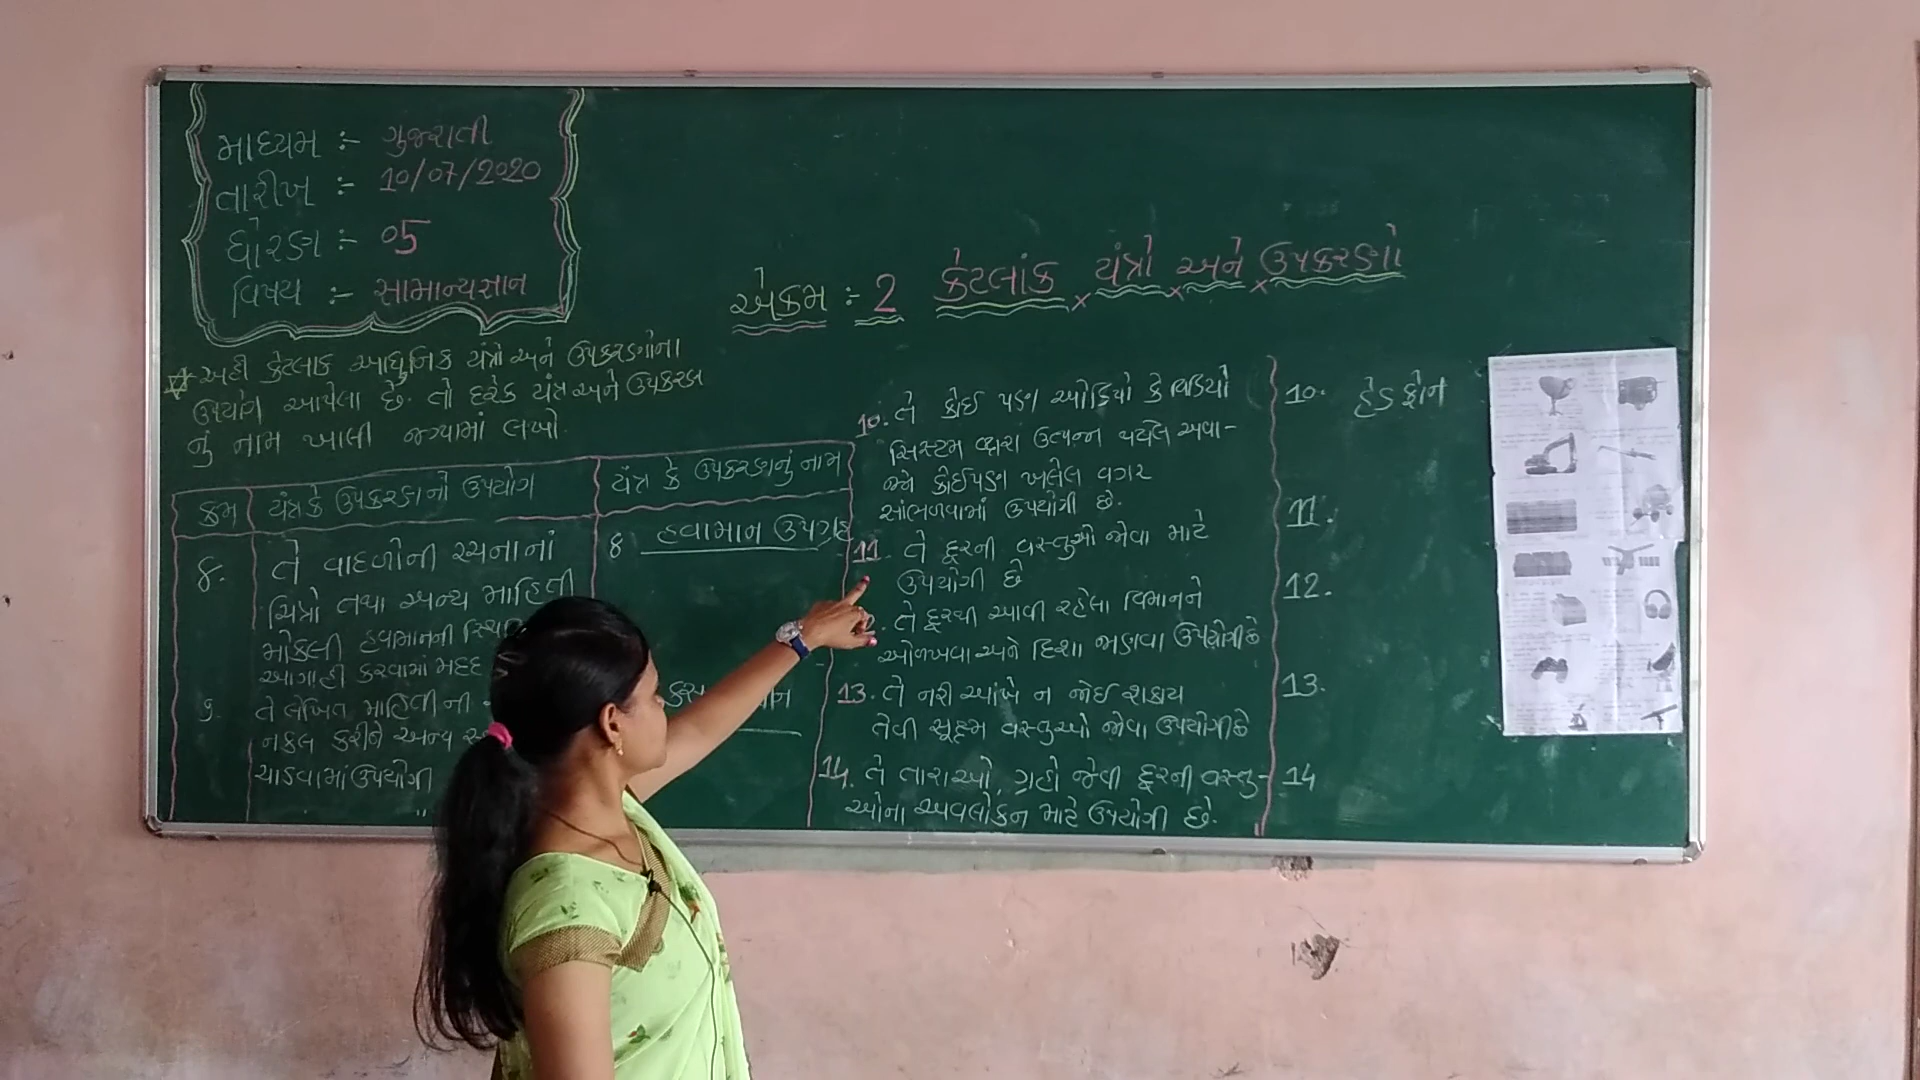 માધ્યમ :- ગુજરાતી
તારીખ :- 10/07/2020
ધોરણ :- 05
વિષય :- સામાન્યજ્ઞાન
એકમ :- 2 કેટલાંક યંત્રો અને ઉપકરણો
અહીં કેટલાક આધુનિક યંત્રો અને ઉપકરણોના
ઉપયોગ આપેલા છે. તો દરેક યંત્ર અને ઉપકરણ
નું નામ ખાલી જગ્યામાં લખો.
ક્રમ યંત્ર કે ઉપકરણનો ઉપયોગ યંત્ર કે ઉપકરણનું નામ
8. તે વાદળોની રચનાનાં 8 હવામાન ઉપગ્રહ
ચિત્રો તથા અન્ય માહિતી
મોકલી હવામાનની
આગાહી કરવામાં મદદ
9. તે લેખિત માહિતી ની
નકલ કરીને અન્ય
ઉપયોગી
10. તે કોઈ પણ ઓડિયો કે વિડિયો
સિસ્ટમ દ્વારા ઉત્પન્ન થયેલ અવા-
જને કોઈપણ ખલેલ વગર
સાંભળવામાં ઉપયોગી છે.
11. તે દૂરની વસ્તુઓ જોવા માટે
ઉપયોગી છે
તે દૂરથી આવી રહેલા વિમાનને
ઓળખવા અને દિશા જાણવા ઉપયોગી છે
13. તે નરી આંખે ન જોઈ શકાય
તેવી સૂક્ષ્મ વસ્તુઓ જોવા ઉપયોગી છે
14. તે તારાઓ, ગ્રહો જેવી દૂરની વસ્તુ-
ઓના અવલોકન માટે ઉપયોગી છે.
10. હેડ ફોન
11.
12.
13.
14